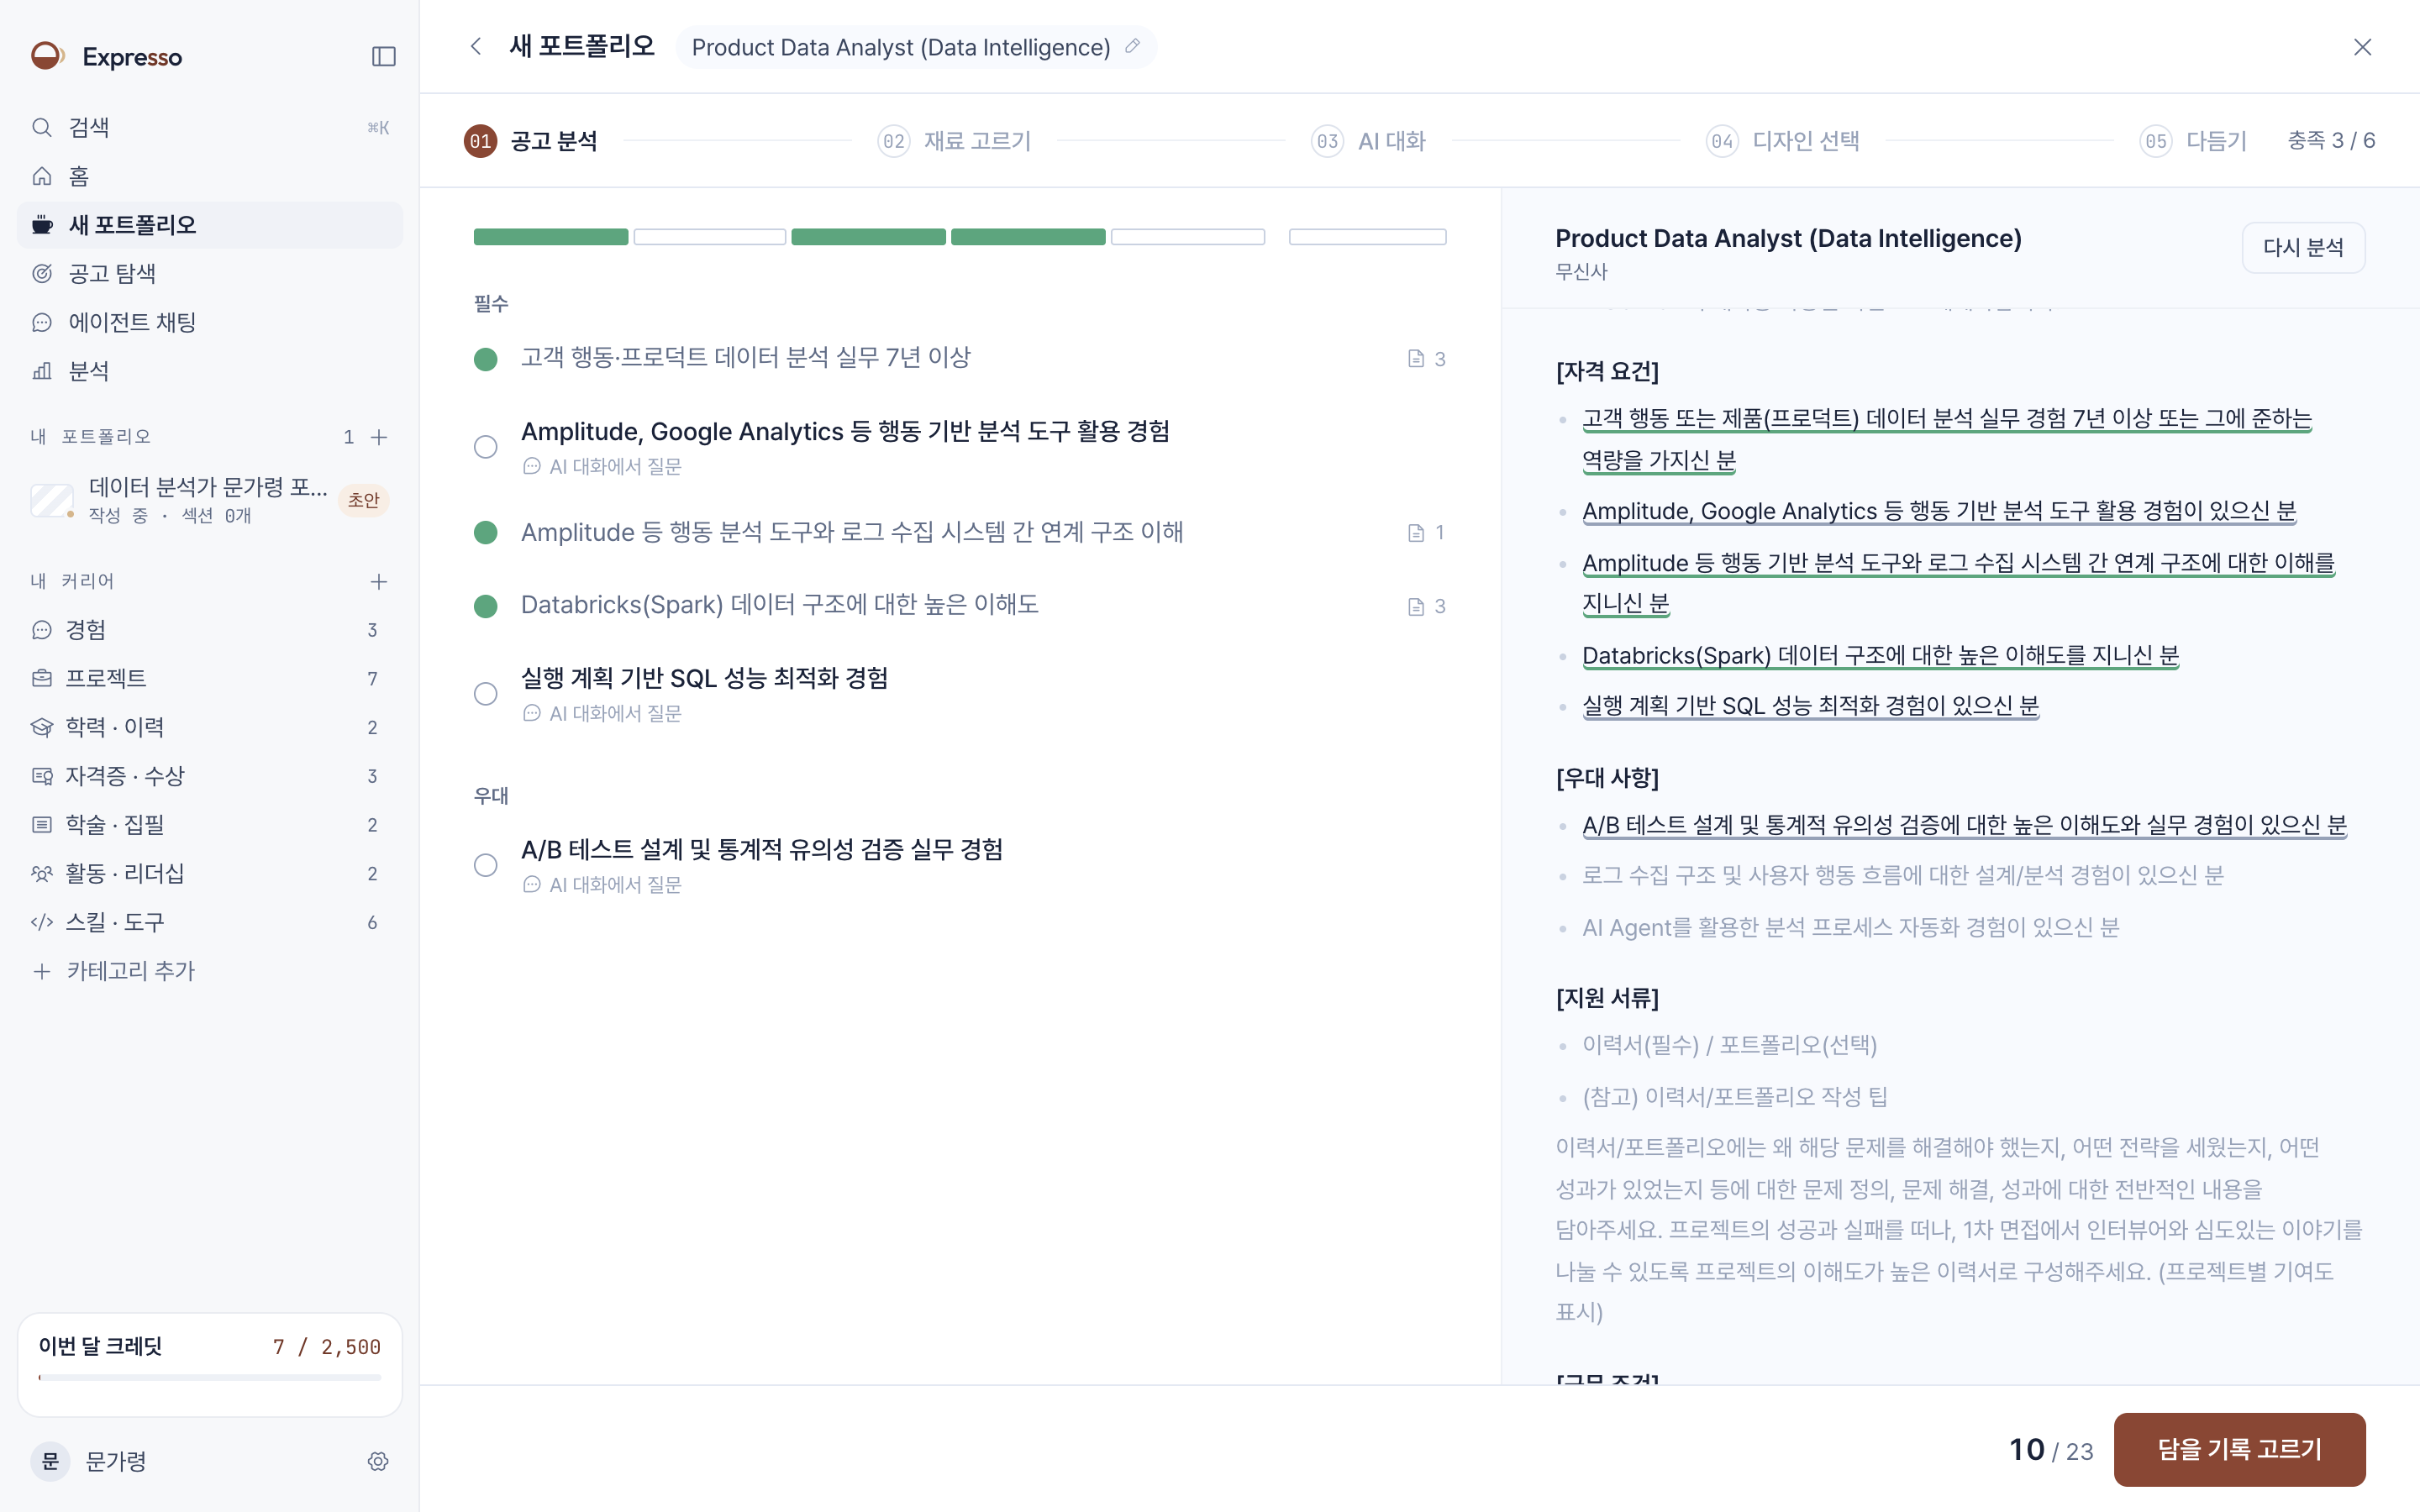 Expresso
검색
⌘K
홈
새 포트폴리오
공고 탐색
에이전트 채팅
분석
내 포트폴리오
1
데이터 분석가 문가령 포...
작성 중 · 섹션 0개
초안
내 커리어
경험
3
프로젝트
7
학력 · 이력
2
자격증 · 수상
3
학술 · 집필
2
활동 · 리더십
2
스킬 · 도구
6
카테고리 추가
이번 달 크레딧
7 / 2,500
문
문가령
새 포트폴리오
Product Data Analyst (Data Intelligence)
01 공고 분석
02 재료 고르기
03 AI 대화
04 디자인 선택
05 다듬기
충족 3 / 6
필수
고객 행동·프로덕트 데이터 분석 실무 7년 이상
3
Amplitude, Google Analytics 등 행동 기반 분석 도구 활용 경험
AI 대화에서 질문
Amplitude 등 행동 분석 도구와 로그 수집 시스템 간 연계 구조 이해
1
Databricks(Spark) 데이터 구조에 대한 높은 이해도
3
실행 계획 기반 SQL 성능 최적화 경험
AI 대화에서 질문
우대
A/B 테스트 설계 및 통계적 유의성 검증 실무 경험
AI 대화에서 질문
Product Data Analyst (Data Intelligence)
무신사
다시 분석
[자격 요건]
고객 행동 또는 제품(프로덕트) 데이터 분석 실무 경험 7년 이상 또는 그에 준하는
역량을 가지신 분
Amplitude, Google Analytics 등 행동 기반 분석 도구 활용 경험이 있으신 분
Amplitude 등 행동 기반 분석 도구와 로그 수집 시스템 간 연계 구조에 대한 이해를
지니신 분
Databricks(Spark) 데이터 구조에 대한 높은 이해도를 지니신 분
실행 계획 기반 SQL 성능 최적화 경험이 있으신 분
[우대 사항]
A/B 테스트 설계 및 통계적 유의성 검증에 대한 높은 이해도와 실무 경험이 있으신 분
로그 수집 구조 및 사용자 행동 흐름에 대한 설계/분석 경험이 있으신 분
AI Agent를 활용한 분석 프로세스 자동화 경험이 있으신 분
[지원 서류]
이력서(필수) / 포트폴리오(선택)
(참고) 이력서/포트폴리오 작성 팁
이력서/포트폴리오에는 왜 해당 문제를 해결해야 했는지, 어떤 전략을 세웠는지, 어떤
성과가 있었는지 등에 대한 문제 정의, 문제 해결, 성과에 대한 전반적인 내용을
담아주세요. 프로젝트의 성공과 실패를 떠나, 1차 면접에서 인터뷰어와 심도있는 이야기를
나눌 수 있도록 프로젝트의 이해도가 높은 이력서로 구성해주세요. (프로젝트별 기여도
표시)
10 / 23
담을 기록 고르기